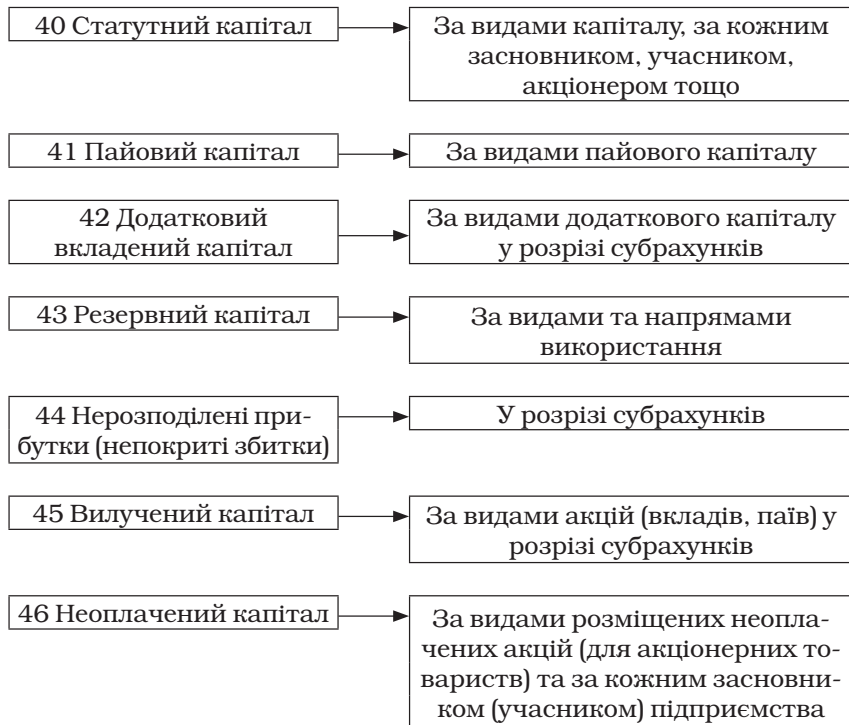 40 Статутний капітал
За видами капіталу, за кожним
засновником, учасником,
акціонером тощо
41 Пайовий капітал
За видами пайового капіталу
42 Додатковий
вкладений капітал
За видами додаткового капіталу
у розрізі субрахунків
43 Резервний капітал
За видами та напрямами
використання
44 Нерозподілені при-
бутки (непокриті збитки)
У розрізі субрахунків
45 Вилучений капітал
За видами акцій (вкладів, паїв) у
розрізі субрахунків
46 Неоплачений капітал
За видами розміщених неопла-
чених акцій (для акціонерних то-
вариств) та за кожним засновни-
ком (учасником) підприємства